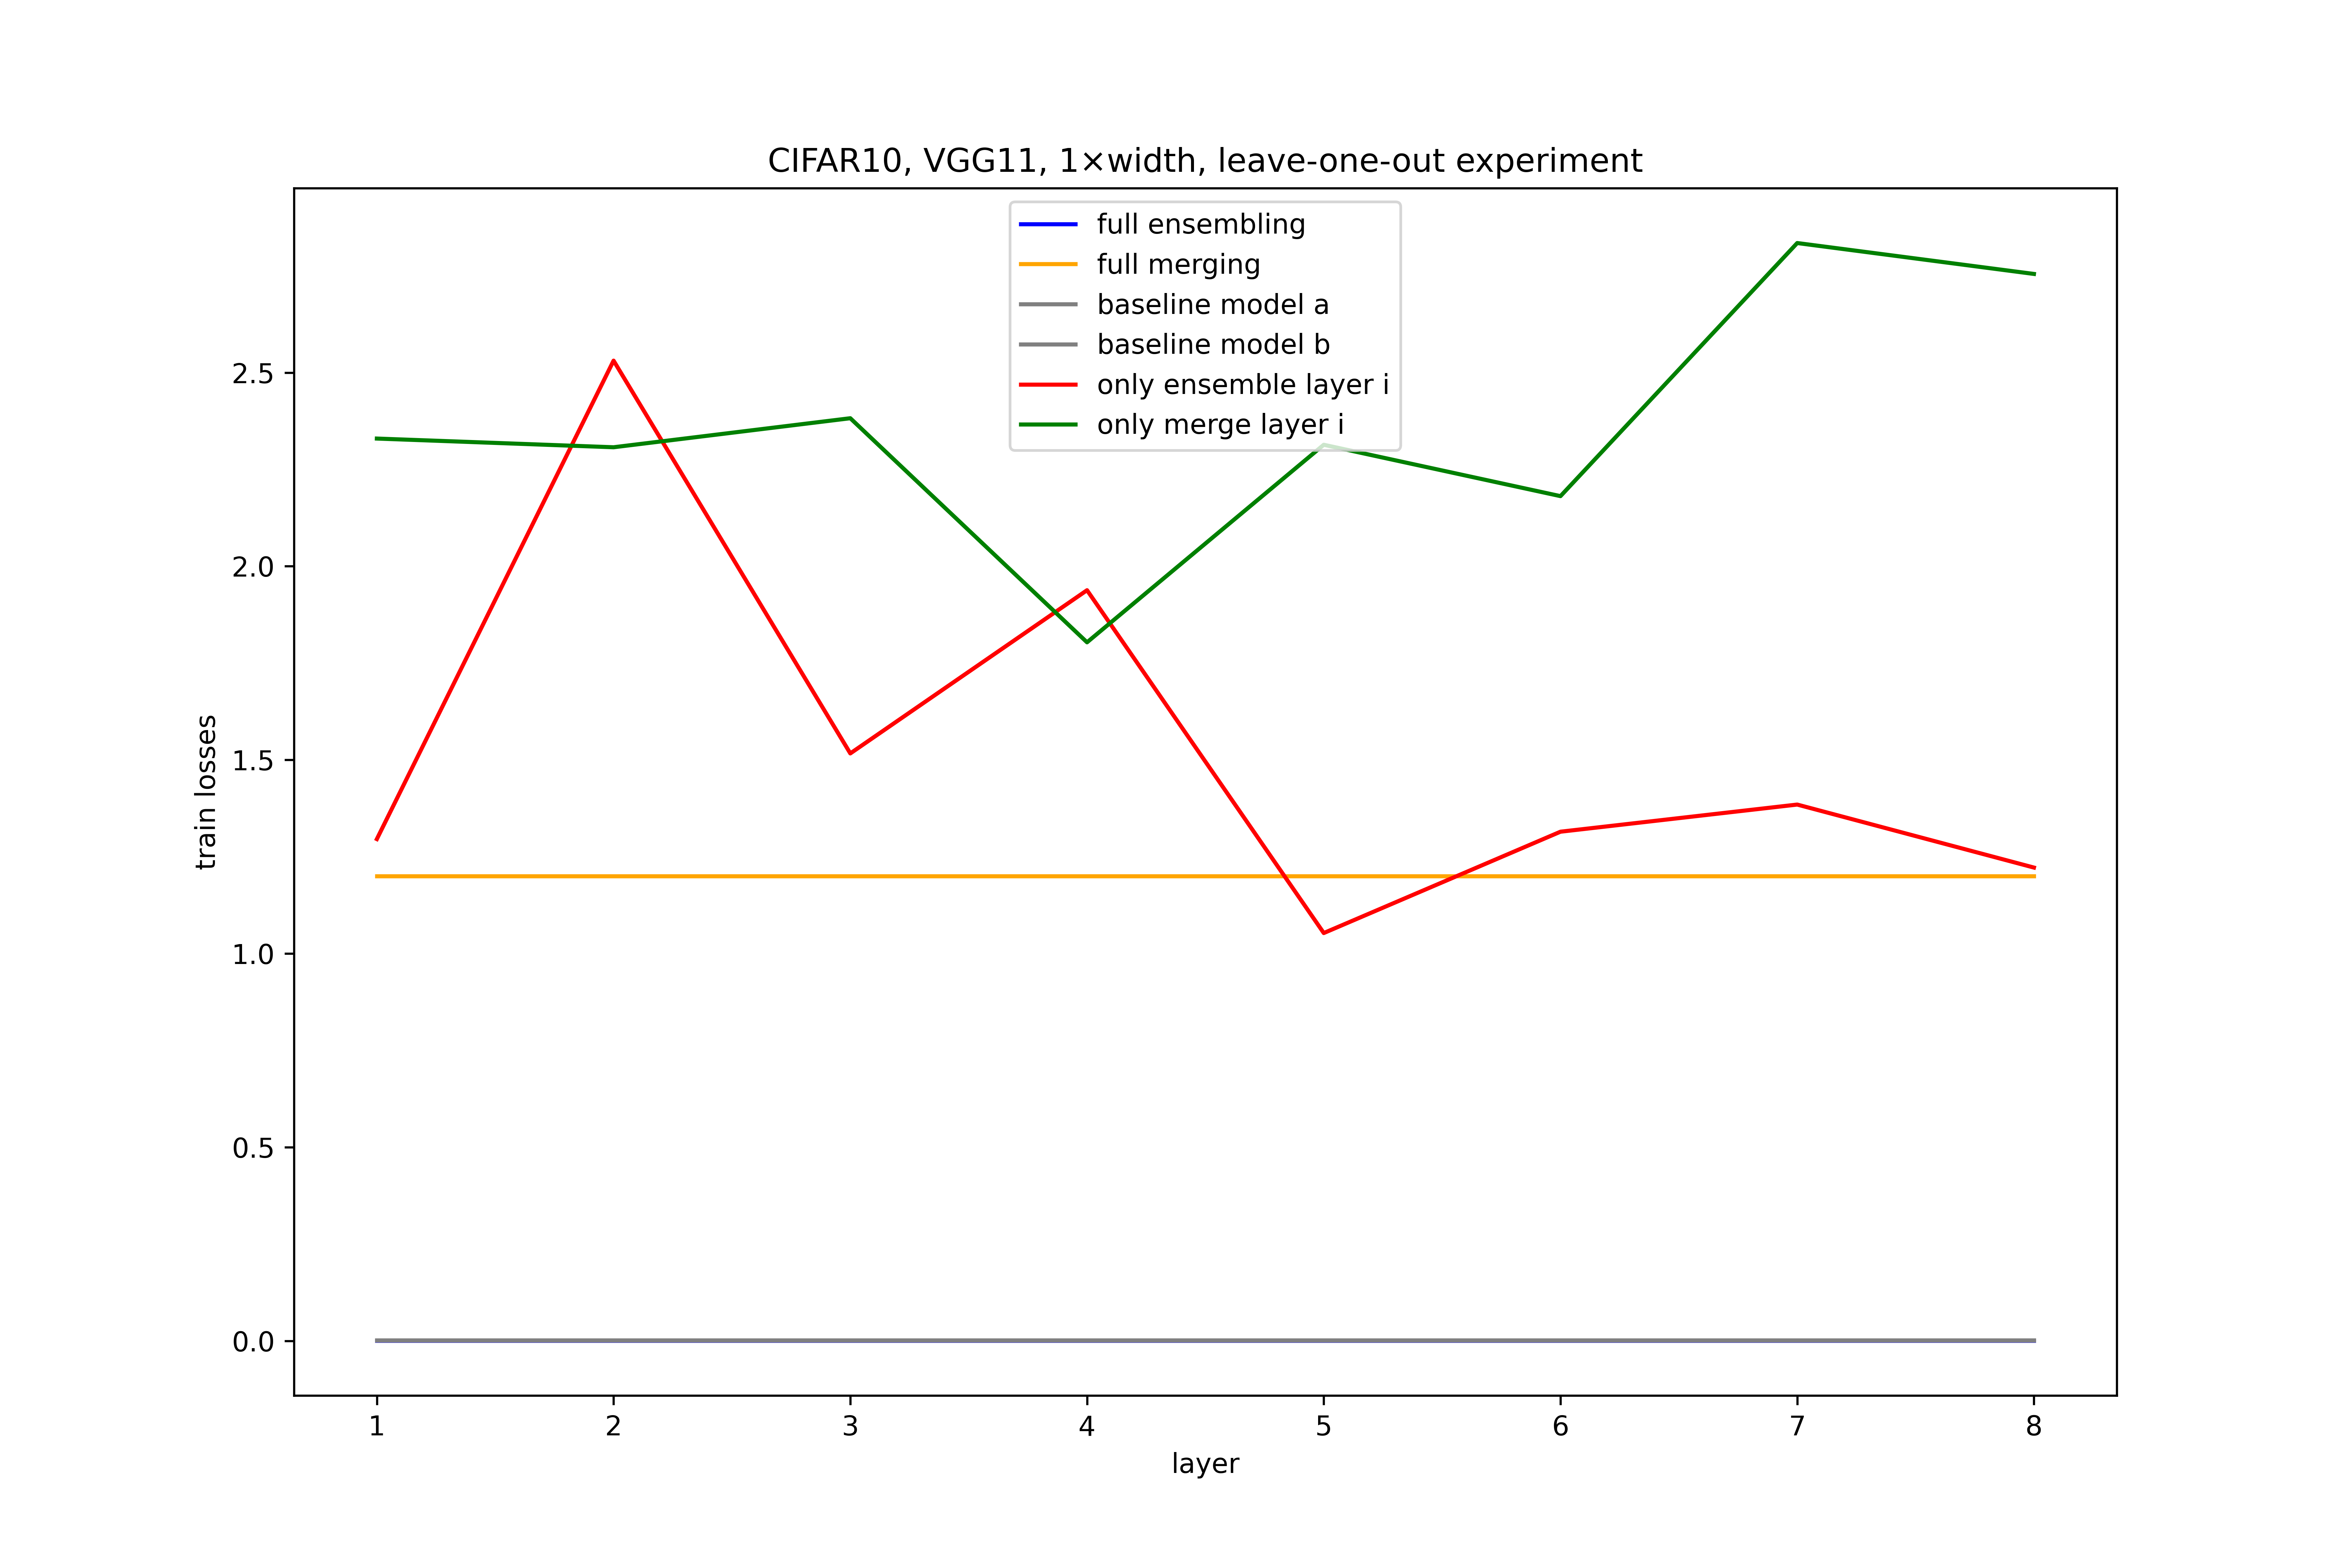 CIFAR10, VGG11, 1×width, leave-one-out experiment
full ensembling
full merging
baseline model a
baseline model b
only ensemble layer i
only merge layer i
2.5
2.0
1.5
1.0
0.5
0.0
train losses
1 2 3 4 5 6 7 8
layer